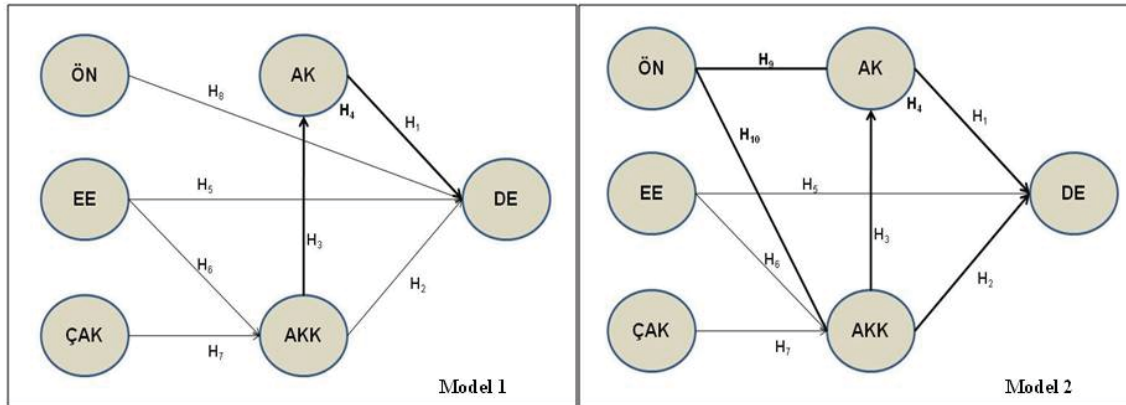 ÖN
AK
H₈
H₄
H₁
EE
H₅
DE
H₆
H₃
H₂
ÇAK
H₇
AKK
Model 1
ÖN
H₉
AK
H₄
H₁₀
H₁
EE
H₅
DE
H₆
H₃
H₂
ÇAK
H₇
AKK
Model 2